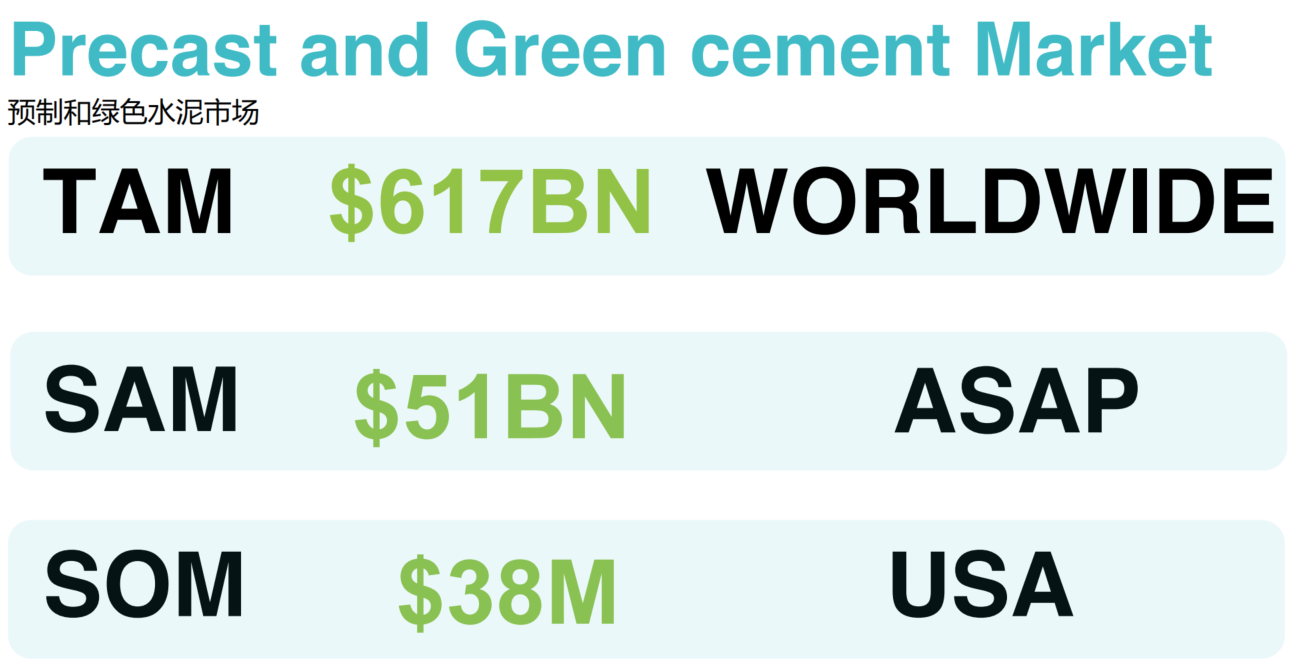 Precast and Green cement Market
预制和绿色水泥市场
TAM $617BN WORLDWIDE
SAM $51BN ASAP
SOM $38M USA